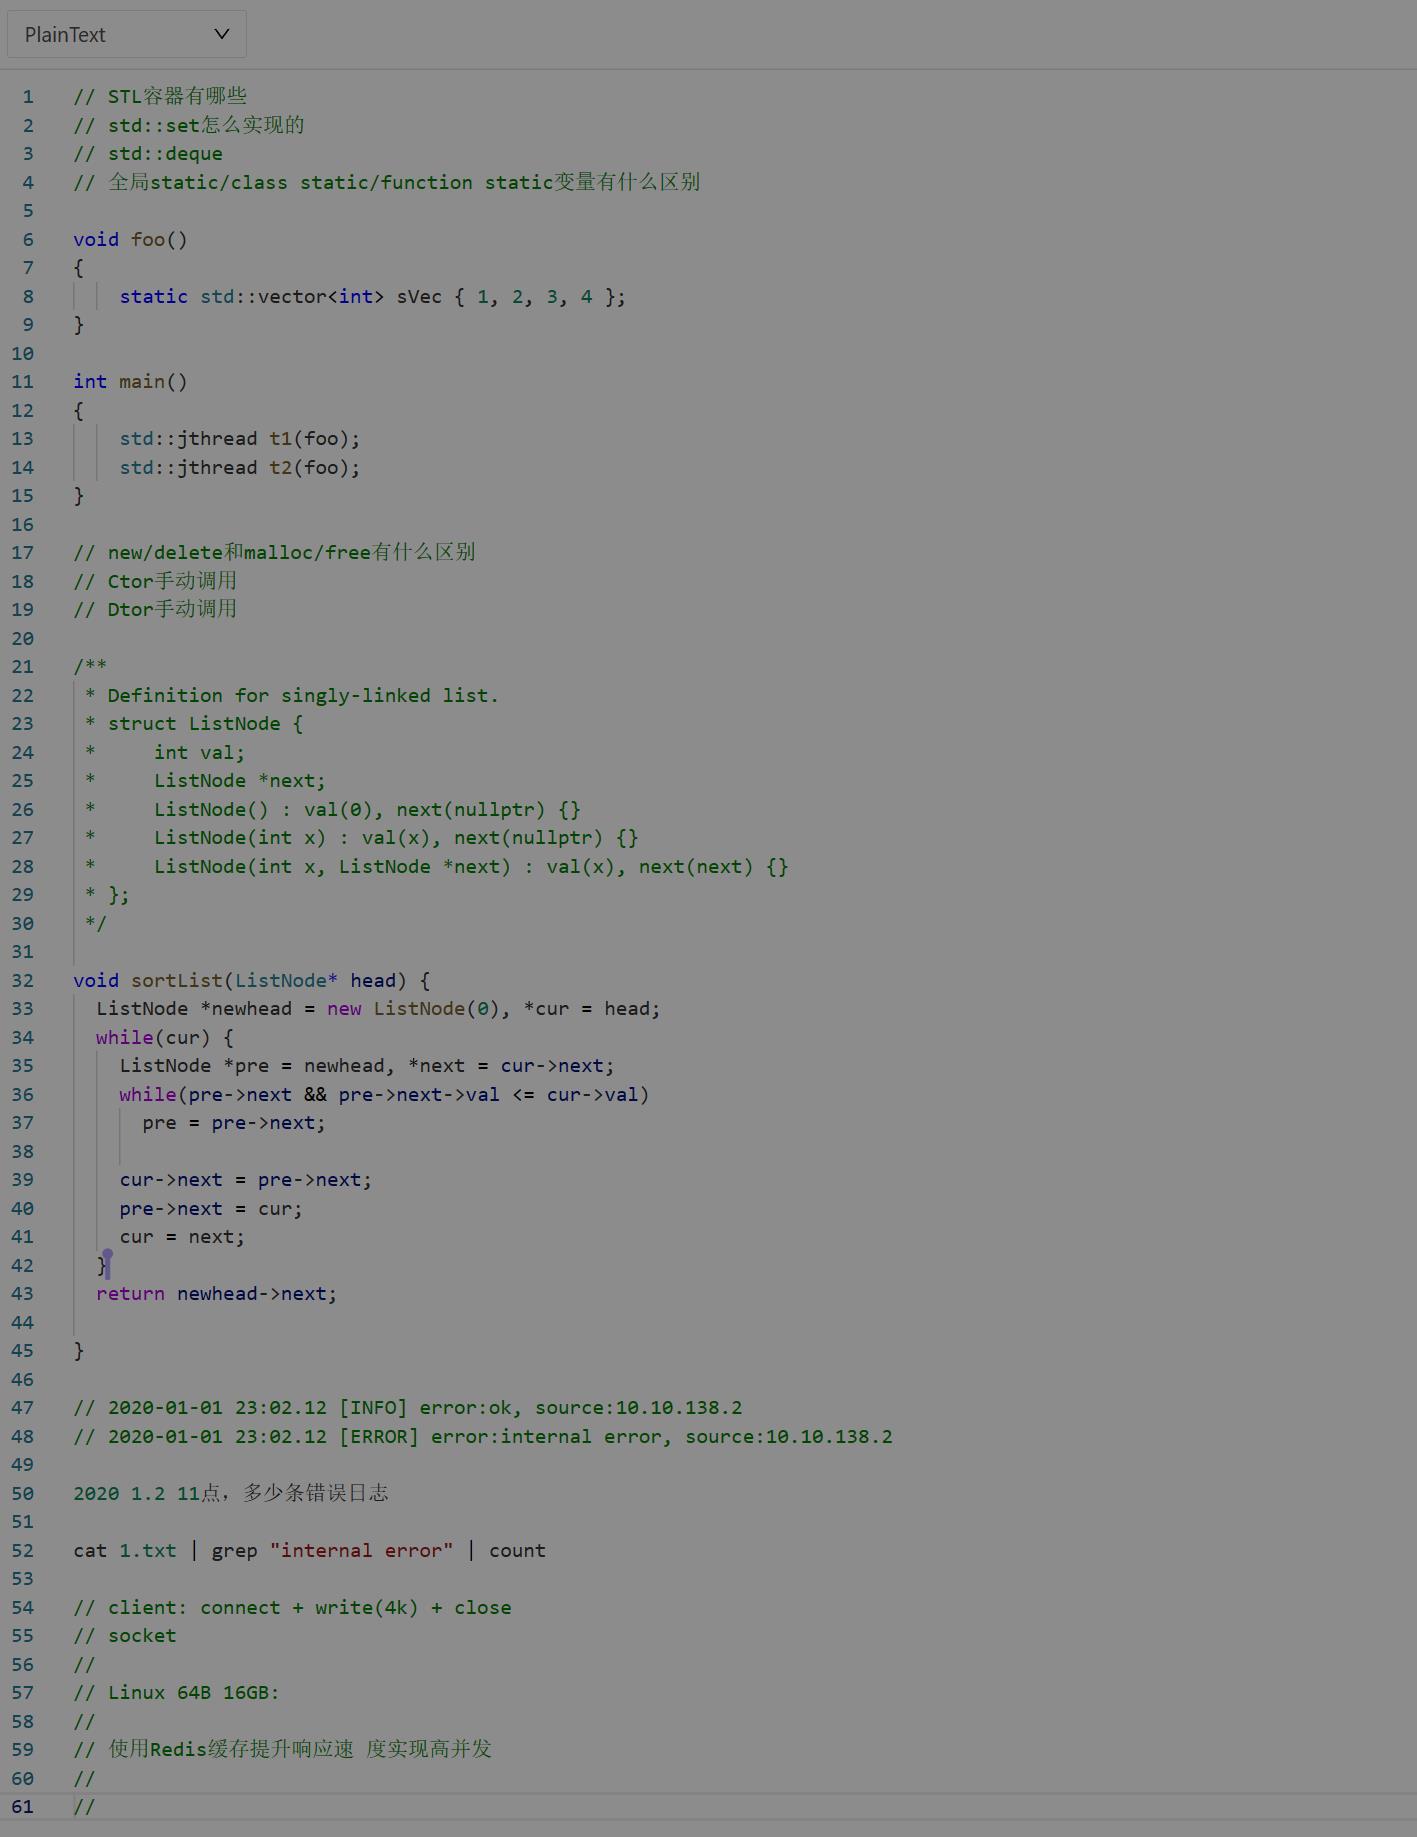 PlainText
1 // STL容器有哪些
2 // std::set怎么实现的
3 // std::deque
4 // 全局static/class static/function static变量有什么区别
5
6 void foo()
7 {
8     static std::vector<int> sVec { 1, 2, 3, 4 };
9 }
10
11 int main()
12 {
13     std::jthread t1(foo);
14     std::jthread t2(foo);
15 }
16
17 // new/delete和malloc/free有什么区别
18 // Ctor手动调用
19 // Dtor手动调用
20
21 /**
22  * Definition for singly-linked list.
23  * struct ListNode {
24  *     int val;
25  *     ListNode *next;
26  *     ListNode() : val(0), next(nullptr) {}
27  *     ListNode(int x) : val(x), next(nullptr) {}
28  *     ListNode(int x, ListNode *next) : val(x), next(next) {}
29  * };
30  */
31
32 void sortList(ListNode* head) {
33   ListNode *newhead = new ListNode(0), *cur = head;
34   while(cur) {
35     ListNode *pre = newhead, *next = cur->next;
36     while(pre->next && pre->next->val <= cur->val)
37       pre = pre->next;
38
39     cur->next = pre->next;
40     pre->next = cur;
41     cur = next;
42   }
43   return newhead->next;
44
45 }
46
47 // 2020-01-01 23:02.12 [INFO] error:ok, source:10.10.138.2
48 // 2020-01-01 23:02.12 [ERROR] error:internal error, source:10.10.138.2
49
50 2020 1.2 11点，多少条错误日志
51
52 cat 1.txt | grep "internal error" | count
53
54 // client: connect + write(4k) + close
55 // socket
56 //
57 // Linux 64B 16GB:
58 //
59 // 使用Redis缓存提升响应速 度实现高并发
60 //
61 //